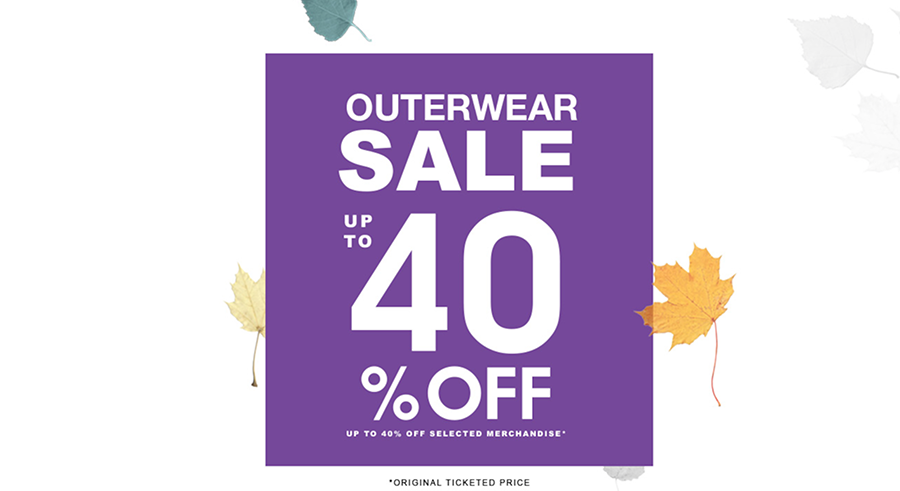 OUTERWEAR
SALE
UP
TO
40
%OFF
UP TO 40% OFF SELECTED MERCHANDISE*
*ORIGINAL TICKETED PRICE